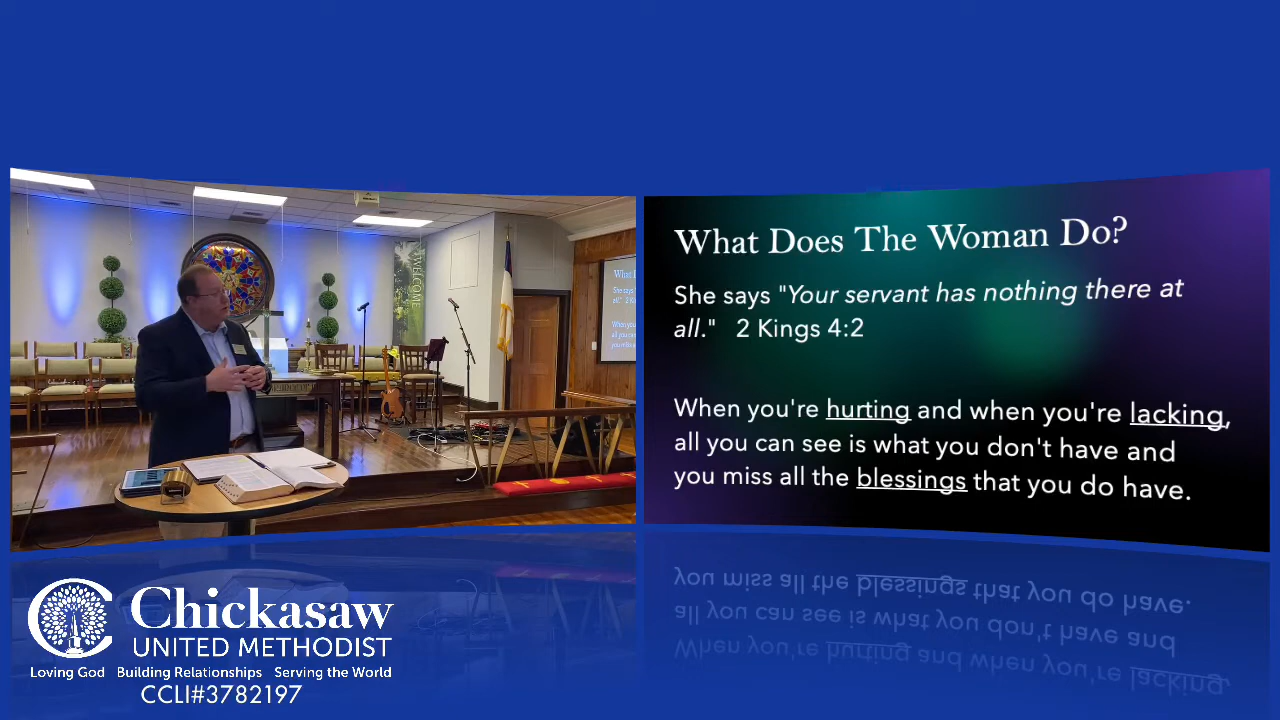 WELCOME
What Does The Woman Do?
She says "Your servant has nothing there at
all." 2 Kings 4:2
When you're hurting and when you're lacking,
all you can see is what you don't have and
you miss all the blessings that you do have.
Chickasaw
UNITED METHODIST
Loving God Building Relationships Serving the World
CCLI#3782197